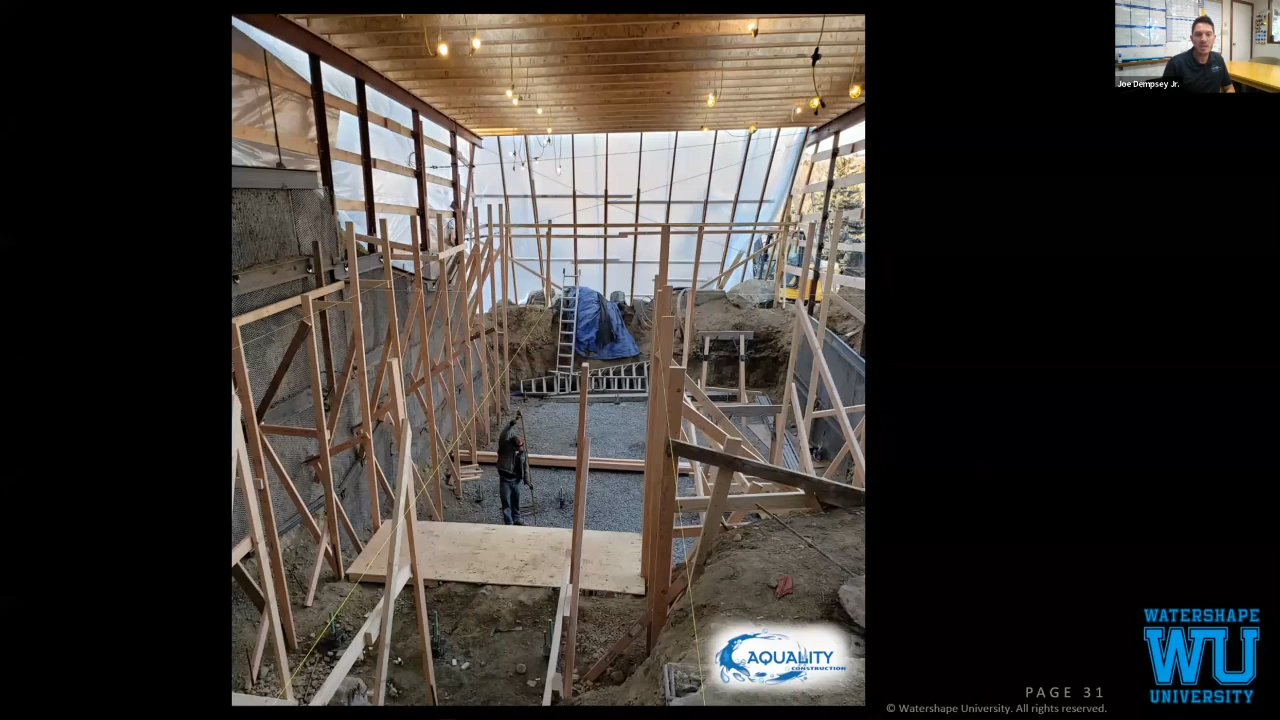 Joe Dempsey Jr.
AQUALITY
CONSTRUCTION
WATERSHAPE
WU
UNIVERSITY
PAGE 31
© Watershape University. All rights reserved.